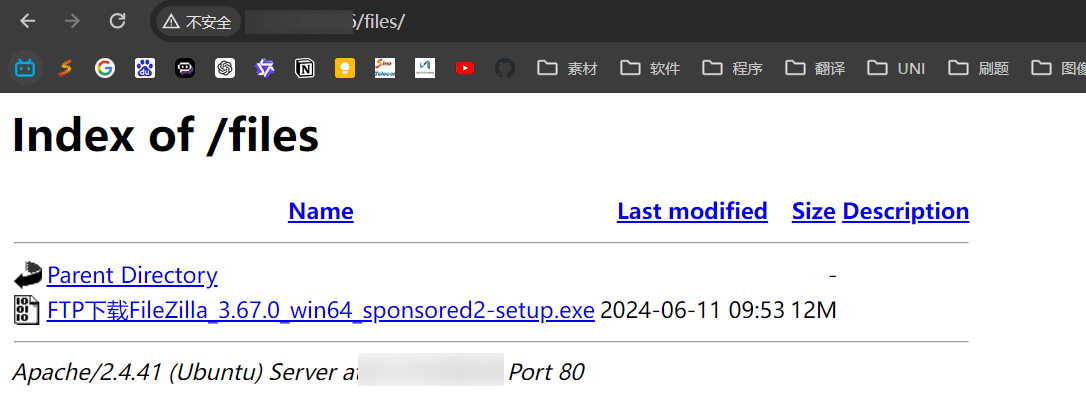 不安全 /files/
素材 软件 程序 翻译 UNI 刷题 图像
Index of /files
Name Last modified Size Description
Parent Directory -
FTP下载FileZilla_3.67.0_win64_sponsored2-setup.exe 2024-06-11 09:53 12M
Apache/2.4.41 (Ubuntu) Server at Port 80